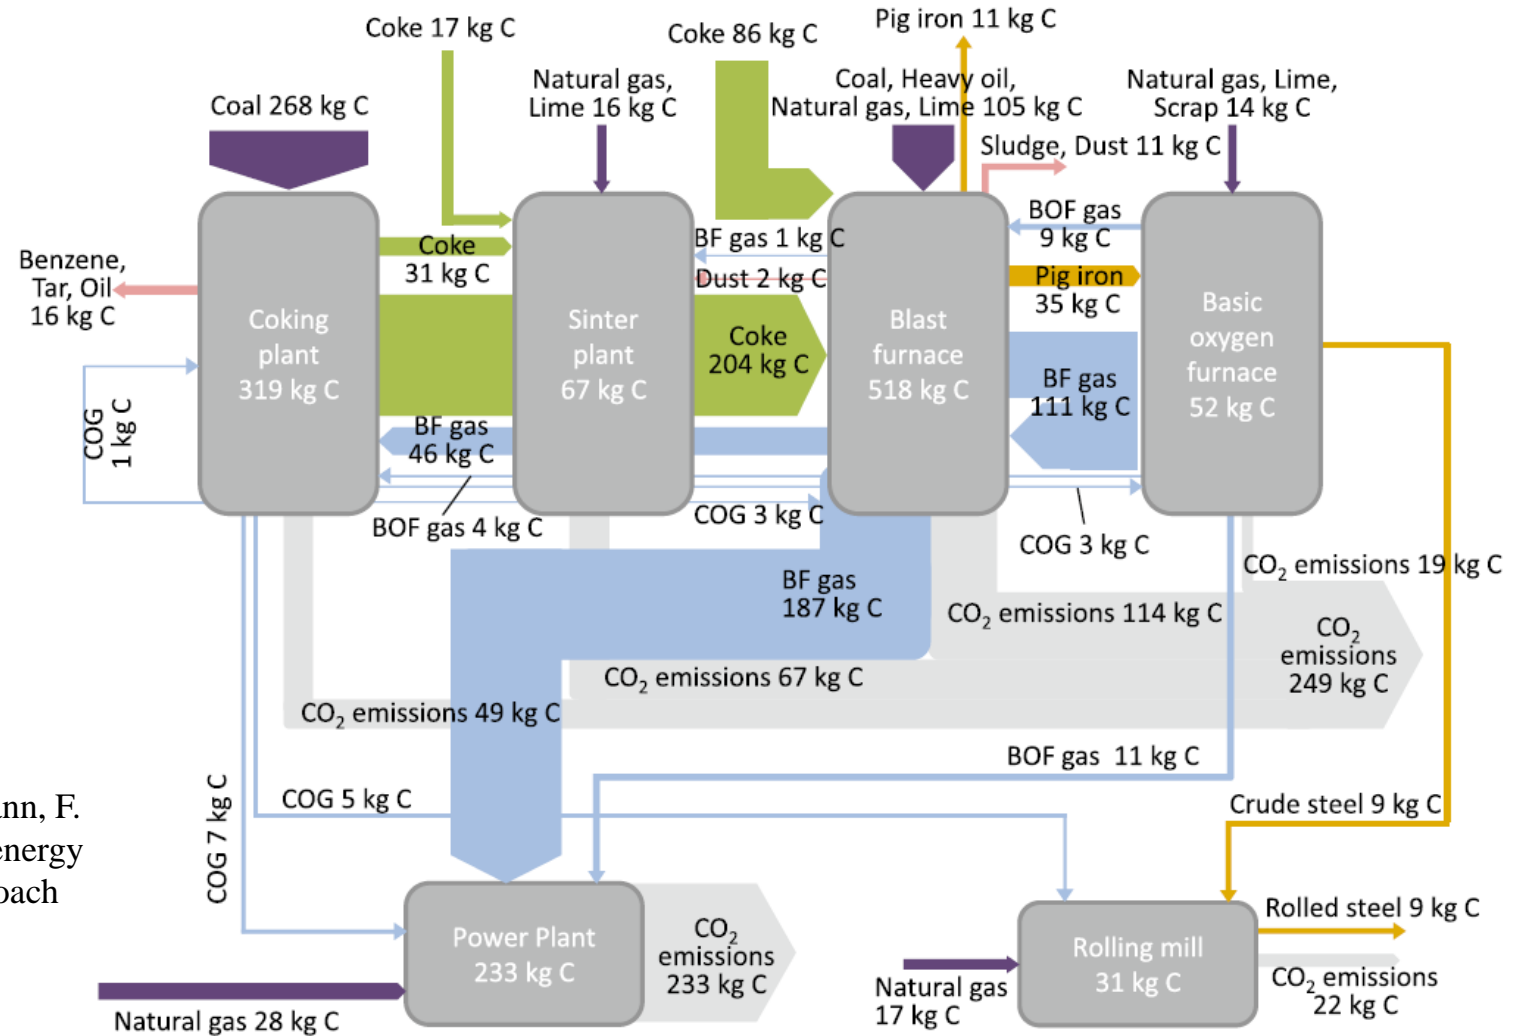 Pig iron 11 kg C
Coke 17 kg C
Coke 86 kg C
Natural gas,
Lime 16 kg C
Coal, Heavy oil,
Natural gas, Lime 105 kg C
Natural gas, Lime,
Scrap 14 kg C
Coal 268 kg C
Sludge, Dust 11 kg C
BOF gas
9 kg C
BF gas 1 kg C
Coke
31 kg C
Dust 2 kg C
Pig iron
35 kg C
Benzene,
Tar, Oil
16 kg C
Coking
plant
319 kg C
Sinter
plant
67 kg C
Coke
204 kg C
Blast
furnace
518 kg C
BF gas
111 kg C
Basic
oxygen
furnace
52 kg C
COG
1 kg C
BF gas
46 kg C
BOF gas 4 kg C
COG 3 kg C
COG 3 kg C
CO2 emissions 19 kg C
BF gas
187 kg C
CO2 emissions 114 kg C
CO2
emissions
249 kg C
CO2 emissions 67 kg C
CO2 emissions 49 kg C
BOF gas 11 kg C
COG 7 kg C
COG 5 kg C
Crude steel 9 kg C
ann, F.
energy
oach
Power Plant
233 kg C
CO2
emissions
233 kg C
Rolling mill
31 kg C
Rolled steel 9 kg C
CO2 emissions
22 kg C
Natural gas
17 kg C
Natural gas 28 kg C